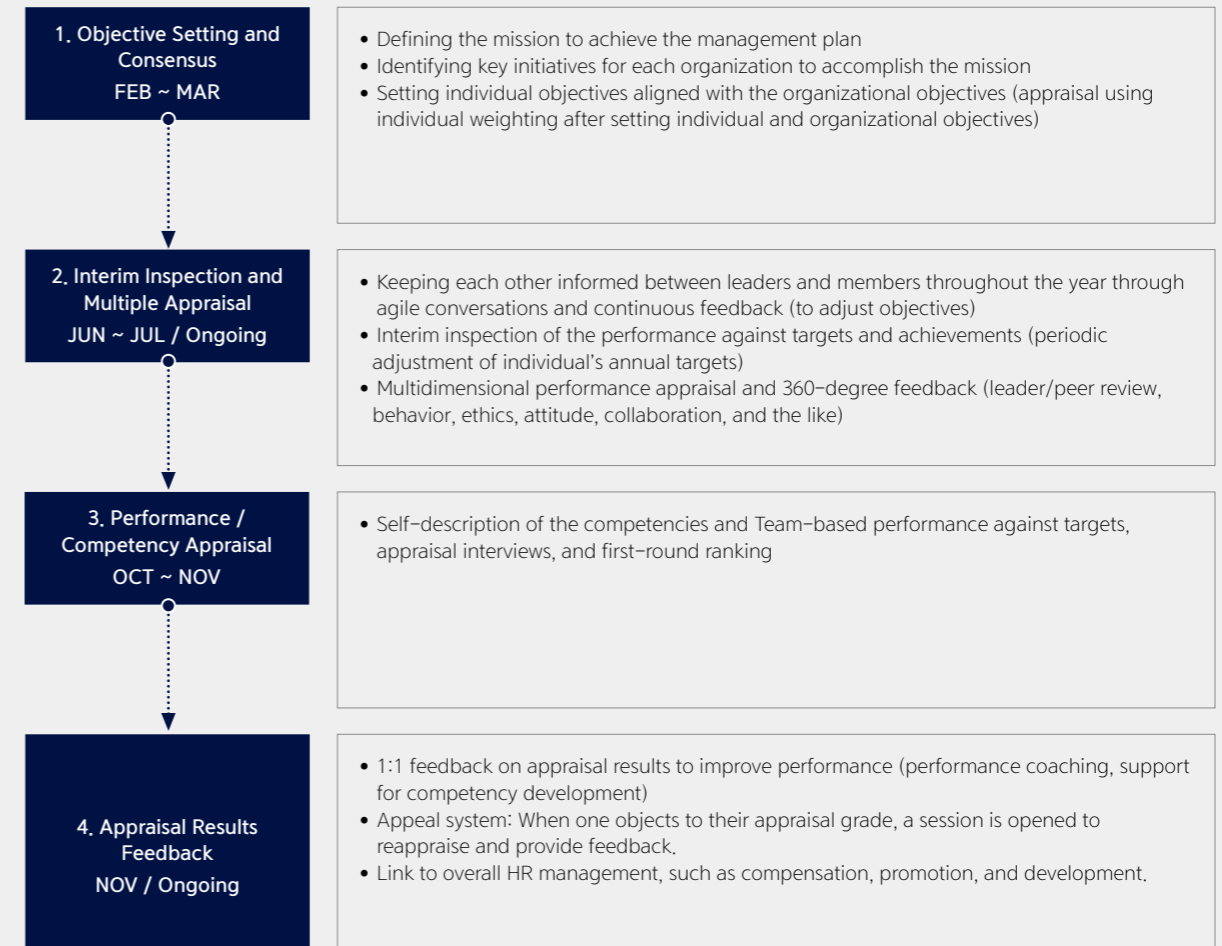 1. Objective Setting and
Consensus
FEB ~ MAR
• Defining the mission to achieve the management plan
• Identifying key initiatives for each organization to accomplish the mission
• Setting individual objectives aligned with the organizational objectives (appraisal using
individual weighting after setting individual and organizational objectives)
2. Interim Inspection and
Multiple Appraisal
JUN ~ JUL / Ongoing
• Keeping each other informed between leaders and members throughout the year through
agile conversations and continuous feedback (to adjust objectives)
• Interim inspection of the performance against targets and achievements (periodic
adjustment of individual's annual targets)
• Multidimensional performance appraisal and 360-degree feedback (leader/peer review,
behavior, ethics, attitude, collaboration, and the like)
3. Performance /
Competency Appraisal
OCT ~ NOV
• Self-description of the competencies and Team-based performance against targets,
appraisal interviews, and first-round ranking
4. Appraisal Results
Feedback
NOV / Ongoing
• 1:1 feedback on appraisal results to improve performance (performance coaching, support
for competency development)
• Appeal system: When one objects to their appraisal grade, a session is opened to
reappraise and provide feedback.
• Link to overall HR management, such as compensation, promotion, and development.